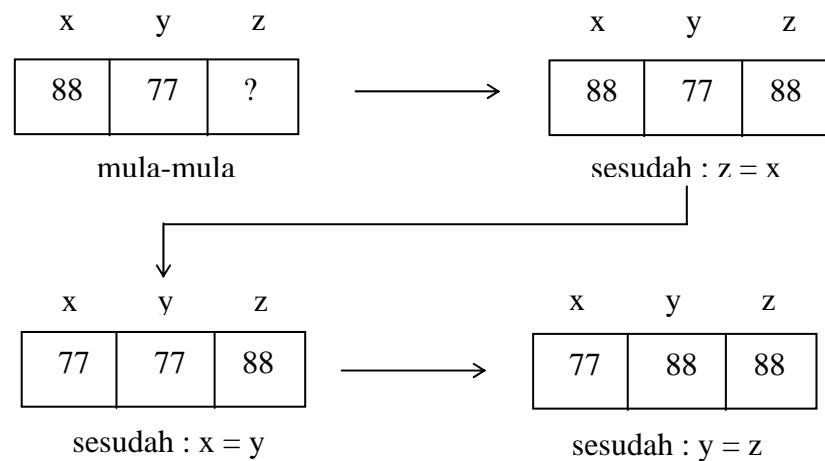 x y z
88 77 ?
mula-mula
x y z
88 77 88
sesudah : z = x
x y z
77 77 88
sesudah : x = y
x y z
77 88 88
sesudah : y = z